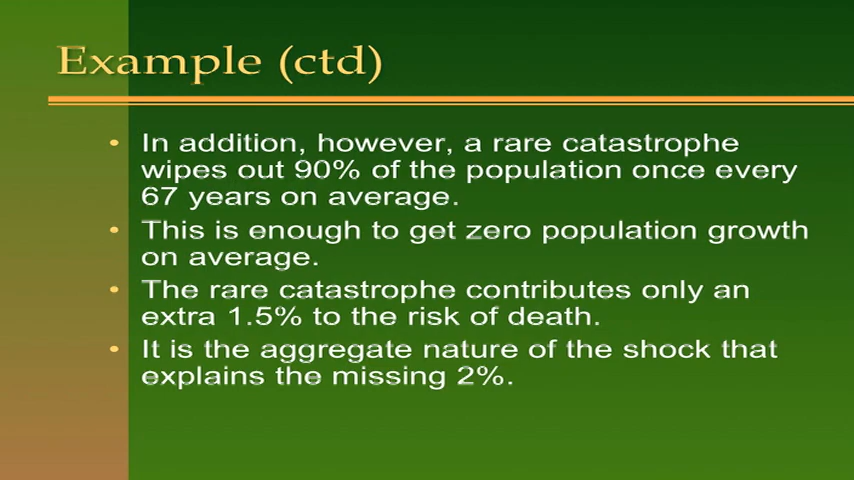 Example (ctd)
• In addition, however, a rare catastrophe
wipes out 90% of the population once every
67 years on average.
• This is enough to get zero population growth
on average.
• The rare catastrophe contributes only an
extra 1.5% to the risk of death.
• It is the aggregate nature of the shock that
explains the missing 2%.